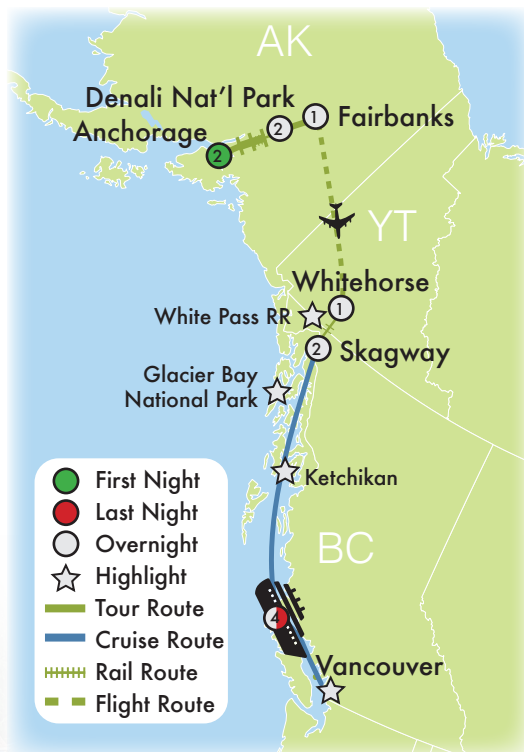 AK
Denali Nat'l Park
2
1
Fairbanks
Anchorage
2
YT
Whitehorse
1
White Pass RR
2
Skagway
Glacier Bay
National Park
Ketchikan
First Night
Last Night
Overnight
Highlight
Tour Route
Cruise Route
Rail Route
Flight Route
BC
4
Vancouver